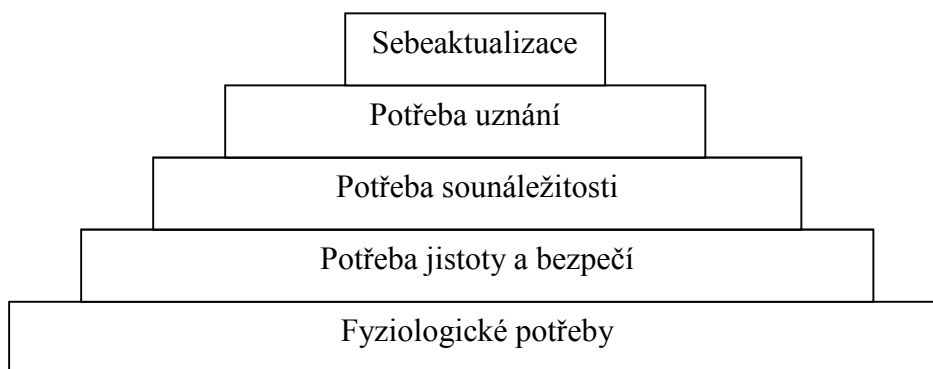 Sebeaktualizace
Potřeba uznání
Potřeba sounáležitosti
Potřeba jistoty a bezpečí
Fyziologické potřeby